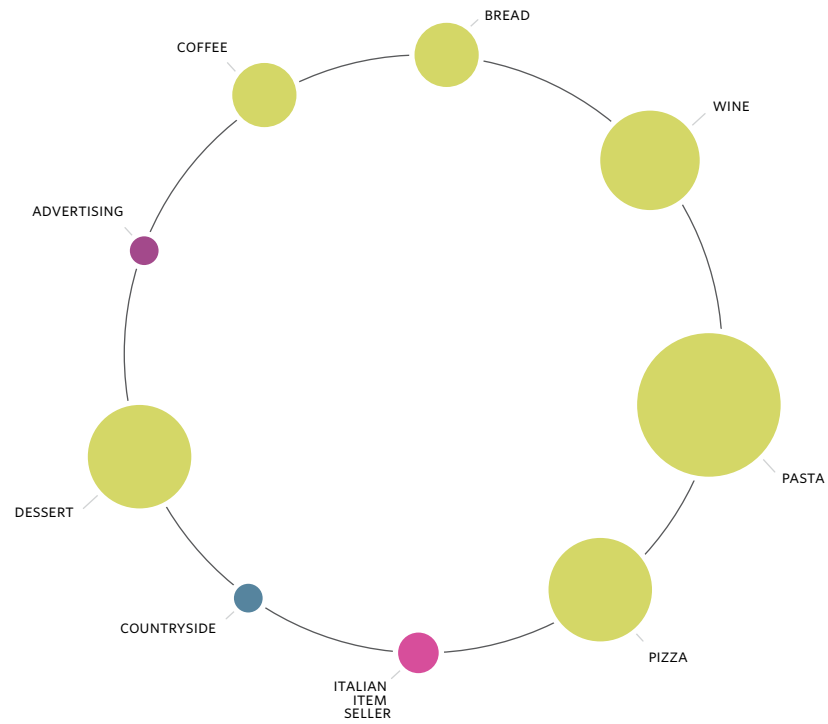 BREAD
COFFEE
WINE
ADVERTISING
PASTA
DESSERT
COUNTRYSIDE
PIZZA
ITALIAN
ITEM
SELLER